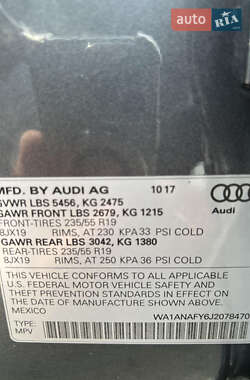 RIA.com
MFD. BY AUDI AG 10 17
GVWR LBS 5456, KG 2475
GAWR FRONT LBS 2679, KG 1215
FRONT-TIRES 235/55 R19
8JX19 RIMS, AT 230 KPA 33 PSI COLD
GAWR REAR LBS 3042, KG 1380
REAR-TIRES 235/55 R19
8JX19 RIMS, AT 250 KPA 36 PSI COLD
Audi
THIS VEHICLE CONFORMS TO ALL APPLICABLE
U.S. FEDERAL MOTOR VEHICLE SAFETY,
BUMPER, AND THEFT PREVENTION STANDARDS
IN EFFECT ON THE DATE OF MANUFACTURE
SHOWN ABOVE.
MEXICO
WA1ANAFY6J2078470
TYPE:
MPV